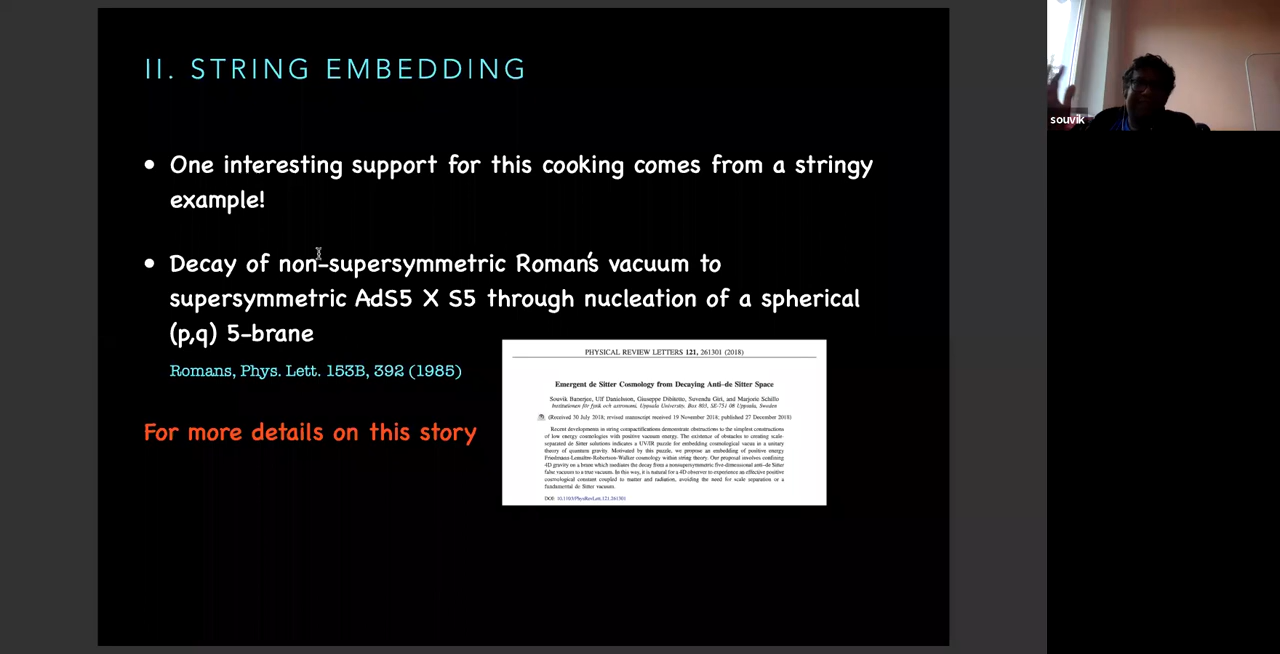 II. STRING EMBEDDING
souvik
• One interesting support for this cooking comes from a stringy
example!
• Decay of non-supersymmetric Roman's vacuum to
supersymmetric AdS5 X S5 through nucleation of a spherical
(p,q) 5-brane
Romans, Phys. Lett. 153B, 392 (1985)
For more details on this story
PHYSICAL REVIEW LETTERS 121, 261301 (2018)
Emergent de Sitter Cosmology from Decaying Anti–de Sitter Space
Souvik Banerjee, Ulf Danielsson, Giuseppe Dibitetto, Suvendu Giri, and Marjorie Schillo
Institutionen för fysik och astronomi, Uppsala University, Box 803, SE-751 08 Uppsala, Sweden
(Received 30 July 2018; revised manuscript received 19 November 2018; published 27 December 2018)
Recent developments in string compactifications demonstrate obstructions to the simplest constructions
of low energy cosmologies with positive vacuum energy. The existence of obstacles to creating scale-
separated de Sitter solutions indicates a UV/IR puzzle for embedding cosmological vacua in a unitary
theory of quantum gravity. Motivated by this puzzle, we propose an embedding of positive energy
Friedmann-Lemaître-Robertson-Walker cosmology within string theory. Our proposal involves confining
4D gravity on a brane which mediates the decay from a nonsupersymmetric five-dimensional anti–de Sitter
false vacuum to a true vacuum. In this way, it is natural for a 4D observer to experience an effective positive
cosmological constant coupled to matter and radiation, avoiding the need for scale separation or a
fundamental de Sitter vacuum.
DOI: 10.1103/PhysRevLett.121.261301